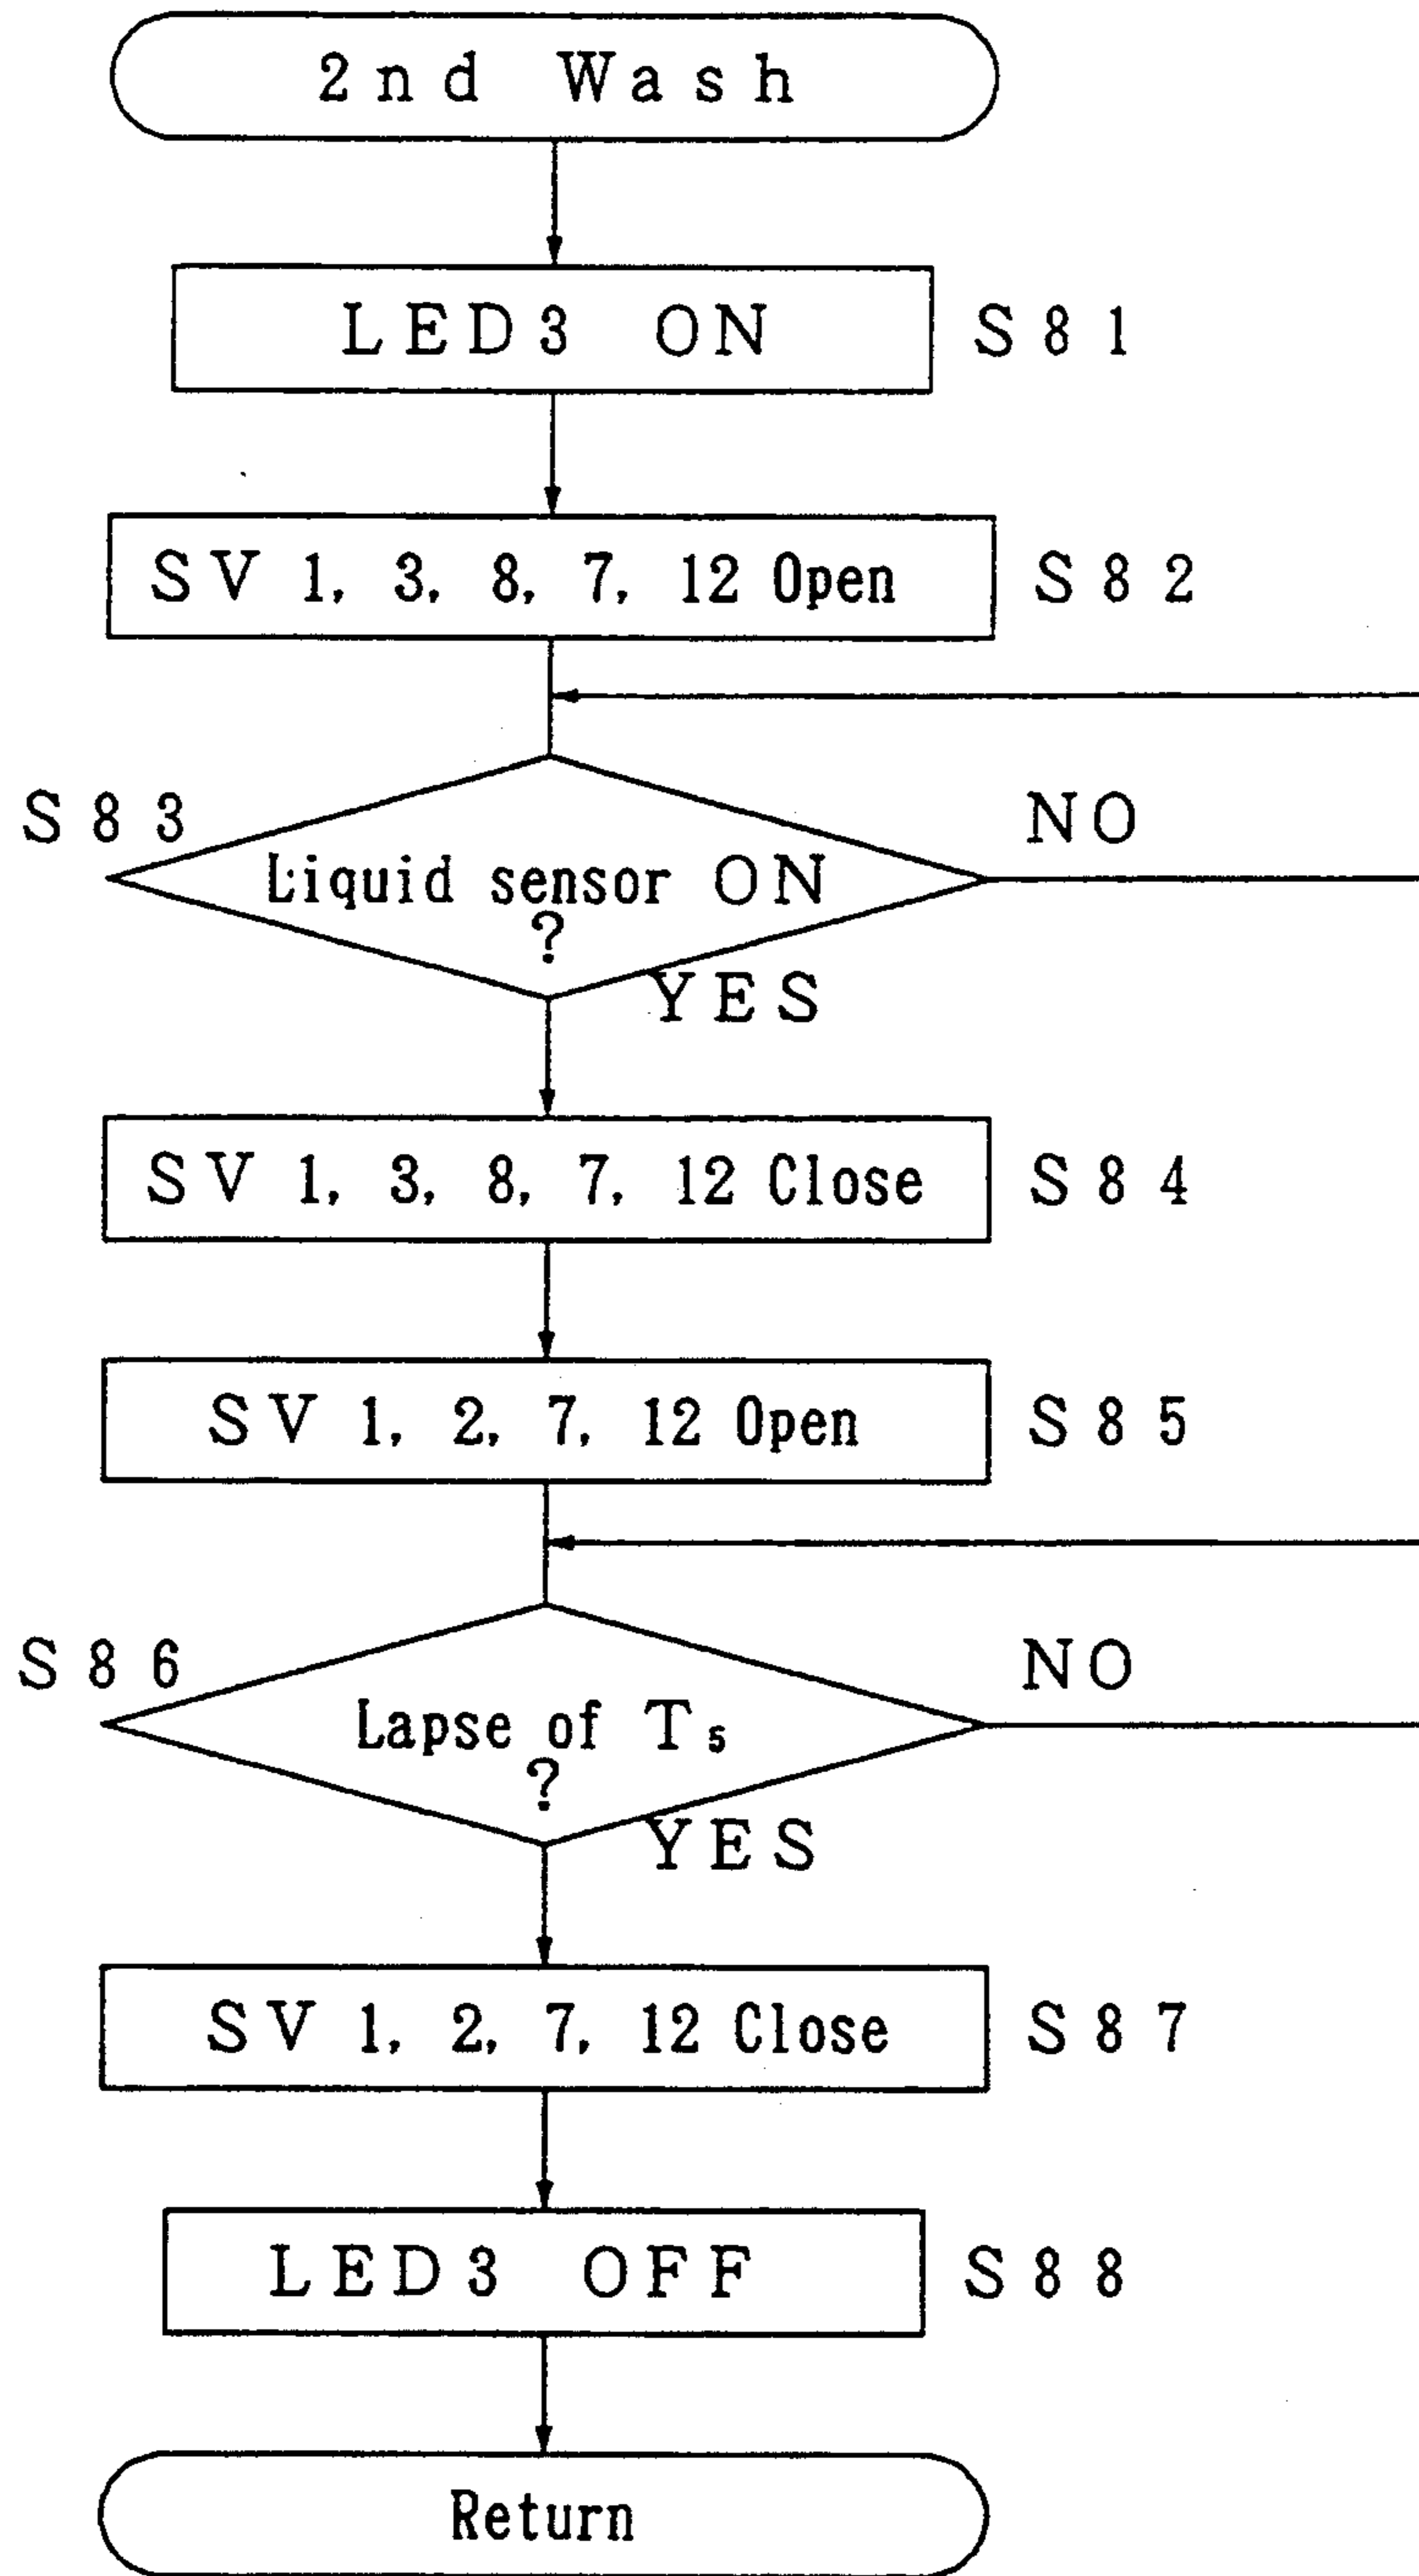 2nd Wash
LED3 ON S81
SV 1, 3, 8, 7, 12 Open S82
S83 NO
Liquid sensor ON
?
YES
SV 1, 3, 8, 7, 12 Close S84
SV 1, 2, 7, 12 Open S85
S86 NO
Lapse of T₅
?
YES
SV 1, 2, 7, 12 Close S87
LED3 OFF S88
Return